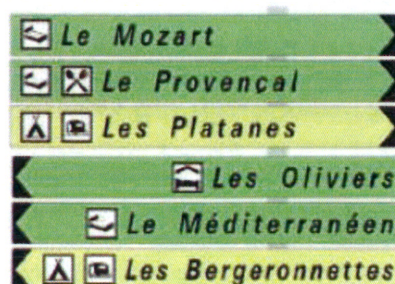 Le Mozart
Le Provençal
Les Platanes
Les Oliviers
Le Méditerranéen
Les Bergeronnettes